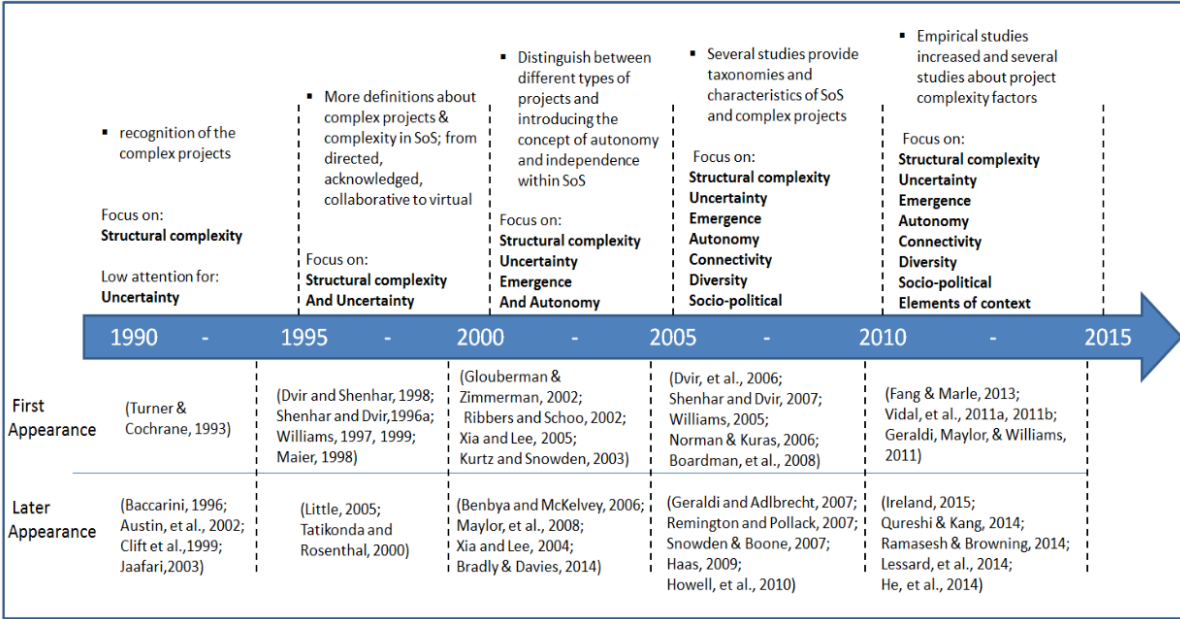 ▪ recognition of the
complex projects
Focus on:
Structural complexity
Low attention for:
Uncertainty
▪ More definitions about
complex projects &
complexity in SoS; from
directed,
acknowledged,
collaborative to virtual
Focus on:
Structural complexity
And Uncertainty
▪ Distinguish between
different types of
projects and
introducing the
concept of autonomy
and independence
within SoS
Focus on:
Structural complexity
Uncertainty
Emergence
And Autonomy
▪ Several studies provide
taxonomies and
characteristics of SoS
and complex projects
Focus on:
Structural complexity
Uncertainty
Emergence
Autonomy
Connectivity
Diversity
Socio-political
▪ Empirical studies
increased and several
studies about project
complexity factors
Focus on:
Structural complexity
Uncertainty
Emergence
Autonomy
Connectivity
Diversity
Socio-political
Elements of context
1990 - 1995 - 2000 - 2005 - 2010 - 2015
First
Appearance
(Turner &
Cochrane, 1993)
(Dvir and Shenhar, 1998;
Shenhar and Dvir,1996a;
Williams, 1997, 1999;
Maier, 1998)
(Glouberman &
Zimmerman, 2002;
Ribbers and Schoo, 2002;
Xia and Lee, 2005;
Kurtz and Snowden, 2003)
(Dvir, et al., 2006;
Shenhar and Dvir, 2007;
Williams, 2005;
Norman & Kuras, 2006;
Boardman, et al., 2008)
(Fang & Marle, 2013;
Vidal, et al., 2011a, 2011b;
Geraldi, Maylor, & Williams,
2011)
Later
Appearance
(Baccarini, 1996;
Austin, et al., 2002;
Clift et al.,1999;
Jaafari,2003)
(Little, 2005;
Tatikonda and
Rosenthal, 2000)
(Benbya and McKelvey, 2006;
Maylor, et al., 2008;
Xia and Lee, 2004;
Bradly & Davies, 2014)
(Geraldi and Adlbrecht, 2007;
Remington and Pollack, 2007;
Snowden & Boone, 2007;
Haas, 2009;
Howell, et al., 2010)
(Ireland, 2015;
Qureshi & Kang, 2014;
Ramasesh & Browning, 2014;
Lessard, et al., 2014;
He, et al., 2014)